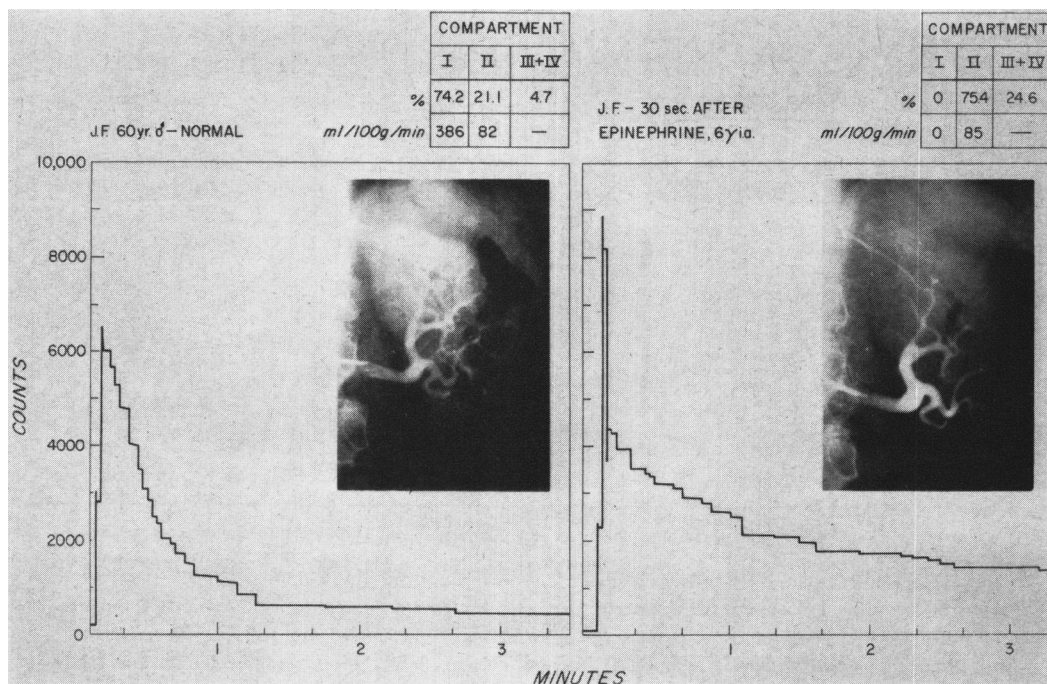 COMPARTMENT
I II III+IV
% 74.2 21.1 4.7
J.F. 60yr. ♂ – NORMAL
ml/100g/min 386 82 —
COMPARTMENT
I II III+IV
% 0 75.4 24.6
J.F. – 30 sec. AFTER
EPINEPHRINE, 6γ ia.
ml/100g/min 0 85 —
COUNTS
10,000
8000
6000
4000
2000
0
1 2 3
1 2 3
MINUTES